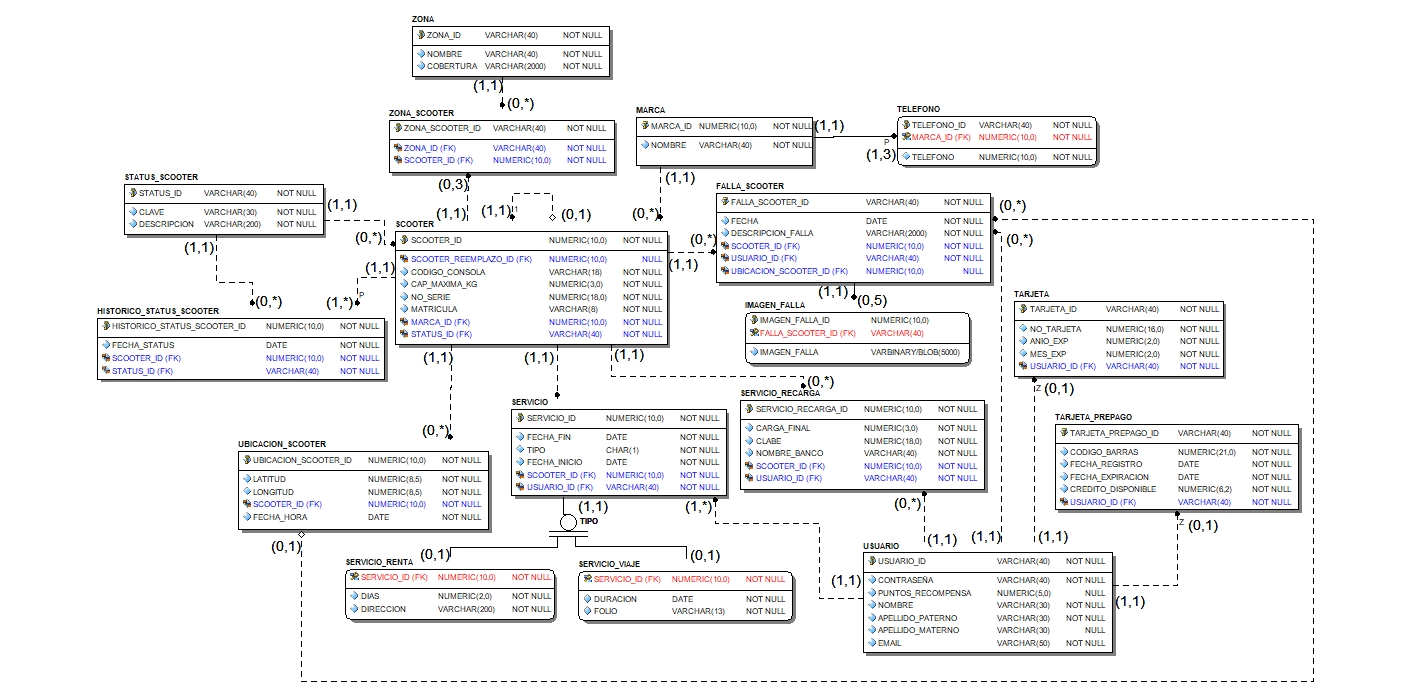 ZONA
ZONA_ID VARCHAR(40) NOT NULL
NOMBRE VARCHAR(40) NOT NULL
COBERTURA VARCHAR(2000) NOT NULL
(1,1)
(0,*)
ZONA_SCOOTER
ZONA_SCOOTER_ID VARCHAR(40) NOT NULL
ZONA_ID (FK) VARCHAR(40) NOT NULL
SCOOTER_ID (FK) NUMERIC(10,0) NOT NULL
(0,3)
(1,1)
MARCA
MARCA_ID NUMERIC(10,0) NOT NULL
NOMBRE VARCHAR(40) NOT NULL
(1,1)
P
(1,3)
(1,1)
(0,*)
TELEFONO
TELEFONO_ID VARCHAR(40) NOT NULL
MARCA_ID (FK) NUMERIC(10,0) NOT NULL
TELEFONO NUMERIC(10,0) NOT NULL
STATUS_SCOOTER
STATUS_ID VARCHAR(40) NOT NULL
CLAVE VARCHAR(30) NOT NULL
DESCRIPCION VARCHAR(200) NOT NULL
(1,1)
(0,*)
(1,1)
(0,*)
(1,1)
(1,*)
P
(1,1)
1
(0,1)
SCOOTER
SCOOTER_ID NUMERIC(10,0) NOT NULL
SCOOTER_REEMPLAZO_ID (FK) NUMERIC(10,0) NULL
CODIGO_CONSOLA VARCHAR(18) NOT NULL
CAP_MAXIMA_KG NUMERIC(3,0) NOT NULL
NO_SERIE NUMERIC(18,0) NOT NULL
MATRICULA VARCHAR(8) NOT NULL
MARCA_ID (FK) NUMERIC(10,0) NOT NULL
STATUS_ID (FK) VARCHAR(40) NOT NULL
(0,*)
(1,1)
FALLA_SCOOTER
FALLA_SCOOTER_ID VARCHAR(40) NOT NULL
FECHA DATE NOT NULL
DESCRIPCION_FALLA VARCHAR(2000) NOT NULL
SCOOTER_ID (FK) NUMERIC(10,0) NOT NULL
USUARIO_ID (FK) VARCHAR(40) NOT NULL
UBICACION_SCOOTER_ID (FK) NUMERIC(10,0) NULL
(0,*)
(0,*)
(1,1)
(0,5)
HISTORICO_STATUS_SCOOTER
HISTORICO_STATUS_SCOOTER_ID NUMERIC(10,0) NOT NULL
FECHA_STATUS DATE NOT NULL
SCOOTER_ID (FK) NUMERIC(10,0) NOT NULL
STATUS_ID (FK) VARCHAR(40) NOT NULL
IMAGEN_FALLA
IMAGEN_FALLA_ID NUMERIC(10,0) NOT NULL
FALLA_SCOOTER_ID (FK) VARCHAR(40) NOT NULL
IMAGEN_FALLA VARBINARY/BLOB(5000) NOT NULL
TARJETA
TARJETA_ID VARCHAR(40) NOT NULL
NO_TARJETA NUMERIC(16,0) NOT NULL
ANIO_EXP NUMERIC(2,0) NOT NULL
MES_EXP NUMERIC(2,0) NOT NULL
USUARIO_ID (FK) VARCHAR(40) NOT NULL
Z
(0,1)
(1,1)
(1,1)
(1,1)
(0,*)
(0,*)
SERVICIO
SERVICIO_ID NUMERIC(10,0) NOT NULL
FECHA_FIN DATE NOT NULL
TIPO CHAR(1) NOT NULL
FECHA_INICIO DATE NOT NULL
SCOOTER_ID (FK) NUMERIC(10,0) NOT NULL
USUARIO_ID (FK) VARCHAR(40) NOT NULL
SERVICIO_RECARGA
SERVICIO_RECARGA_ID NUMERIC(10,0) NOT NULL
CARGA_FINAL NUMERIC(3,0) NOT NULL
CLABE NUMERIC(18,0) NOT NULL
NOMBRE_BANCO VARCHAR(40) NOT NULL
SCOOTER_ID (FK) NUMERIC(10,0) NOT NULL
USUARIO_ID (FK) VARCHAR(40) NOT NULL
TARJETA_PREPAGO
TARJETA_PREPAGO_ID VARCHAR(40) NOT NULL
CODIGO_BARRAS NUMERIC(21,0) NOT NULL
FECHA_REGISTRO DATE NOT NULL
FECHA_EXPIRACION DATE NOT NULL
CREDITO_DISPONIBLE NUMERIC(6,2) NOT NULL
USUARIO_ID (FK) VARCHAR(40) NOT NULL
UBICACION_SCOOTER
UBICACION_SCOOTER_ID NUMERIC(10,0) NOT NULL
LATITUD NUMERIC(8,5) NOT NULL
LONGITUD NUMERIC(8,5) NOT NULL
SCOOTER_ID (FK) NUMERIC(10,0) NOT NULL
FECHA_HORA DATE NOT NULL
(0,1)
(1,1)
TIPO
(1,*)
(0,*)
(1,1)
(1,1)
(1,1)
Z
(0,1)
(0,1)
(0,1)
SERVICIO_RENTA
SERVICIO_ID (FK) NUMERIC(10,0) NOT NULL
DIAS NUMERIC(2,0) NOT NULL
DIRECCION VARCHAR(200) NOT NULL
SERVICIO_VIAJE
SERVICIO_ID (FK) NUMERIC(10,0) NOT NULL
DURACION DATE NOT NULL
FOLIO VARCHAR(13) NOT NULL
(1,1)
USUARIO
USUARIO_ID VARCHAR(40) NOT NULL
CONTRASEÑA VARCHAR(40) NOT NULL
PUNTOS_RECOMPENSA NUMERIC(5,0) NULL
NOMBRE VARCHAR(30) NOT NULL
APELLIDO_PATERNO VARCHAR(30) NOT NULL
APELLIDO_MATERNO VARCHAR(30) NULL
EMAIL VARCHAR(50) NOT NULL
(1,1)